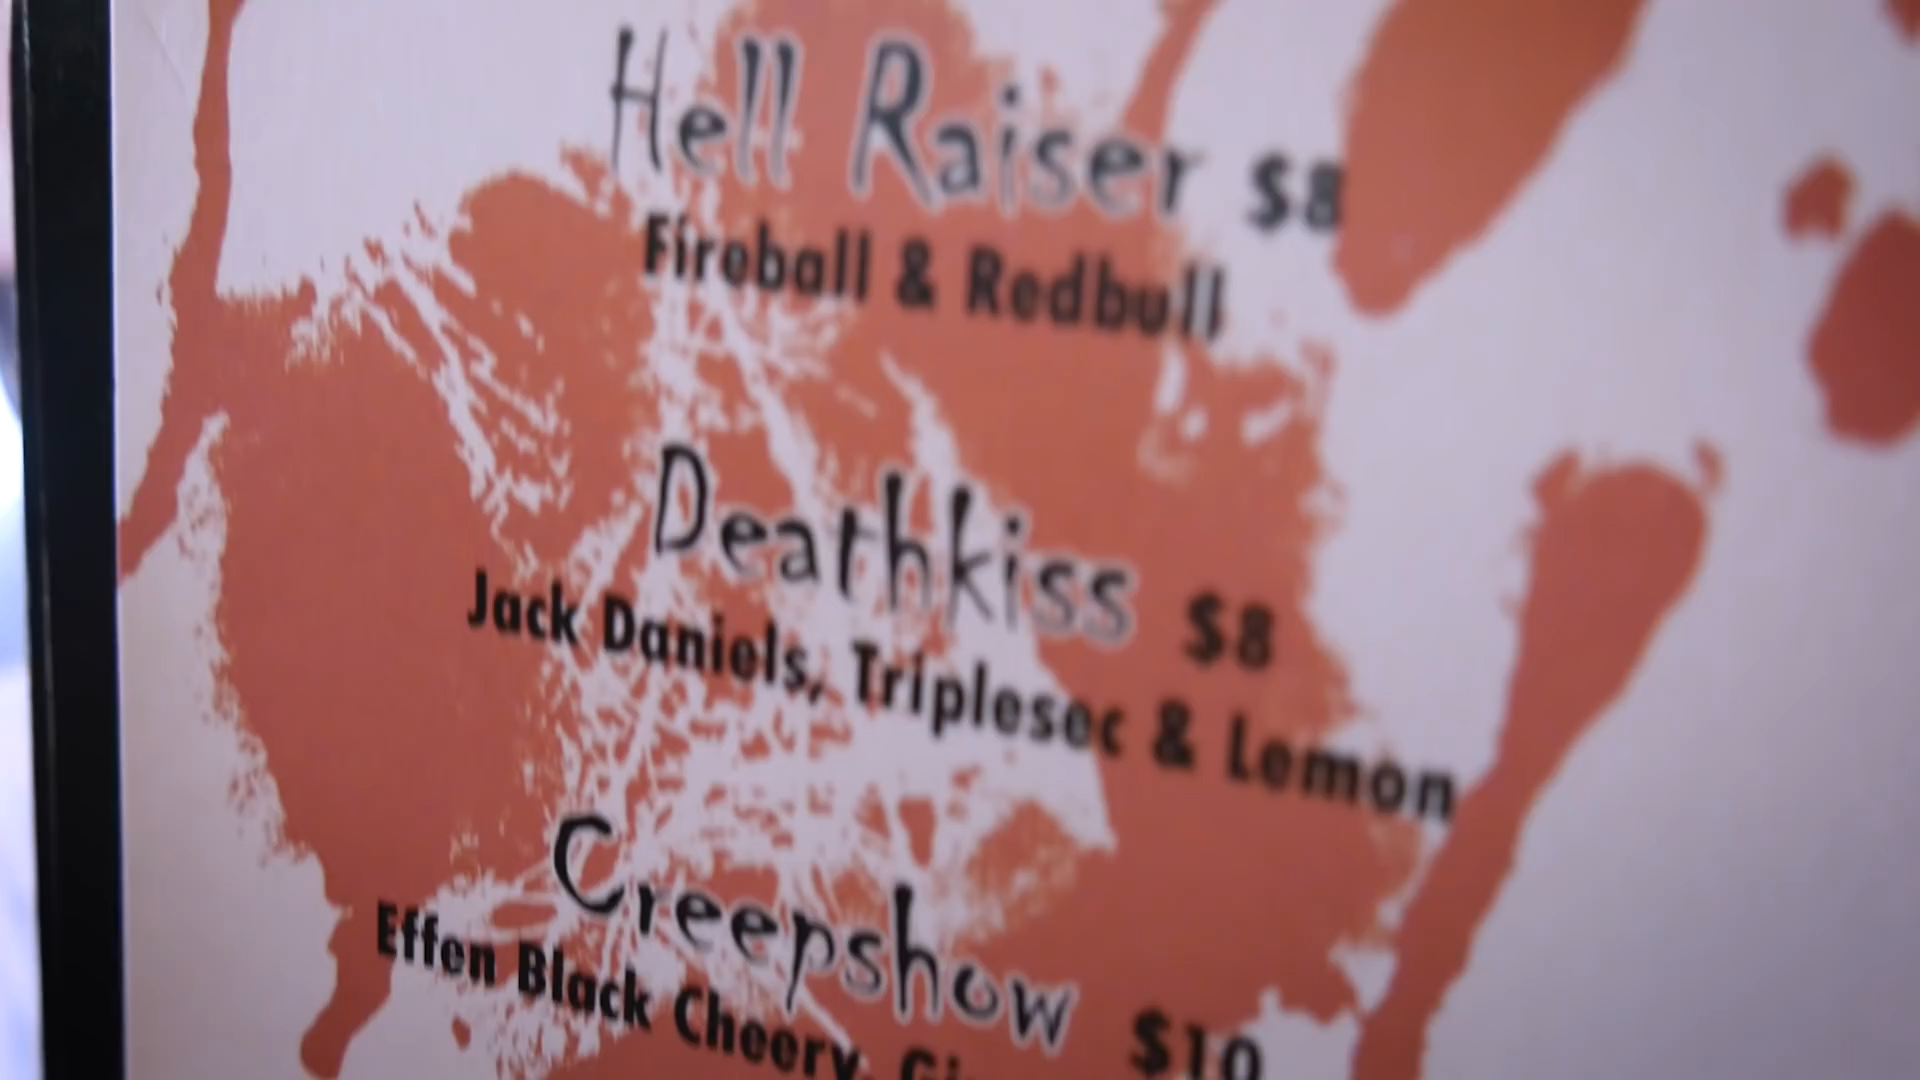 Hell Raiser $8
Fireball & Redbull
Deathkiss $8
Jack Daniels, Triplesec & Lemon
Creepshow $10
Effen Black Cheery,